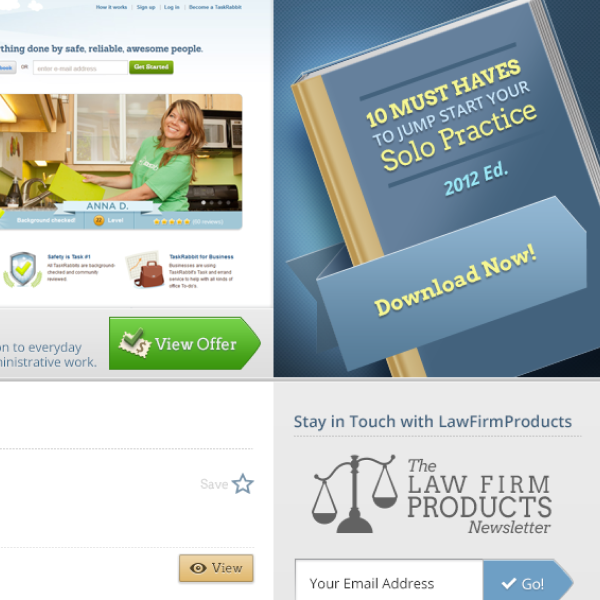 How it works | Sign up | Log in | Become a TaskRabbit
thing done by safe, reliable, awesome people.
OR
enter e-mail address
Get Started
ANNA D.
Background checked!
Level
Safety is Task #1
All TaskRabbits are background-
checked and community
reviewed.
TaskRabbit for Business
Businesses are using
TaskRabbit's Task and errand
service to help with all kinds of
office To-do's.
on to everyday
ministrative work.
View Offer
10 MUST HAVES
TO JUMP START YOUR
Solo Practice
2012 Ed.
Download Now!
Save
View
Stay in Touch with LawFirmProducts
The
LAW FIRM
PRODUCTS
Newsletter
Your Email Address
Go!